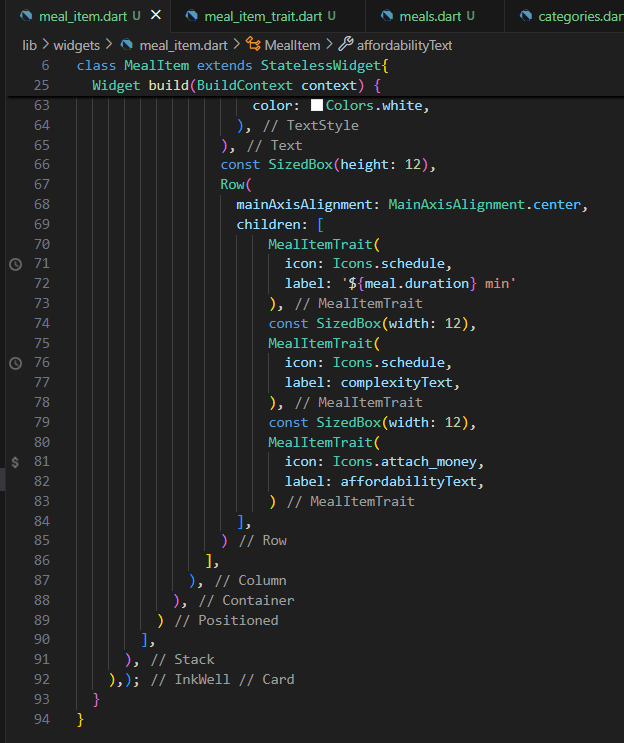 meal_item.dart U × meal_item_trait.dart U meals.dart U categories.dar
lib > widgets > meal_item.dart > MealItem > affordabilityText
6 class MealItem extends StatelessWidget{
25 Widget build(BuildContext context) {
63 color: Colors.white,
64 ), // TextStyle
65 ), // Text
66 const SizedBox(height: 12),
67 Row(
68 mainAxisAlignment: MainAxisAlignment.center,
69 children: [
70 MealItemTrait(
71 icon: Icons.schedule,
72 label: '${meal.duration} min'
73 ), // MealItemTrait
74 const SizedBox(width: 12),
75 MealItemTrait(
76 icon: Icons.schedule,
77 label: complexityText,
78 ), // MealItemTrait
79 const SizedBox(width: 12),
80 MealItemTrait(
81 icon: Icons.attach_money,
82 label: affordabilityText,
83 ) // MealItemTrait
84 ],
85 ) // Row
86 ],
87 ), // Column
88 ), // Container
89 ) // Positioned
90 ],
91 ), // Stack
92 ),); // InkWell // Card
93 }
94 }